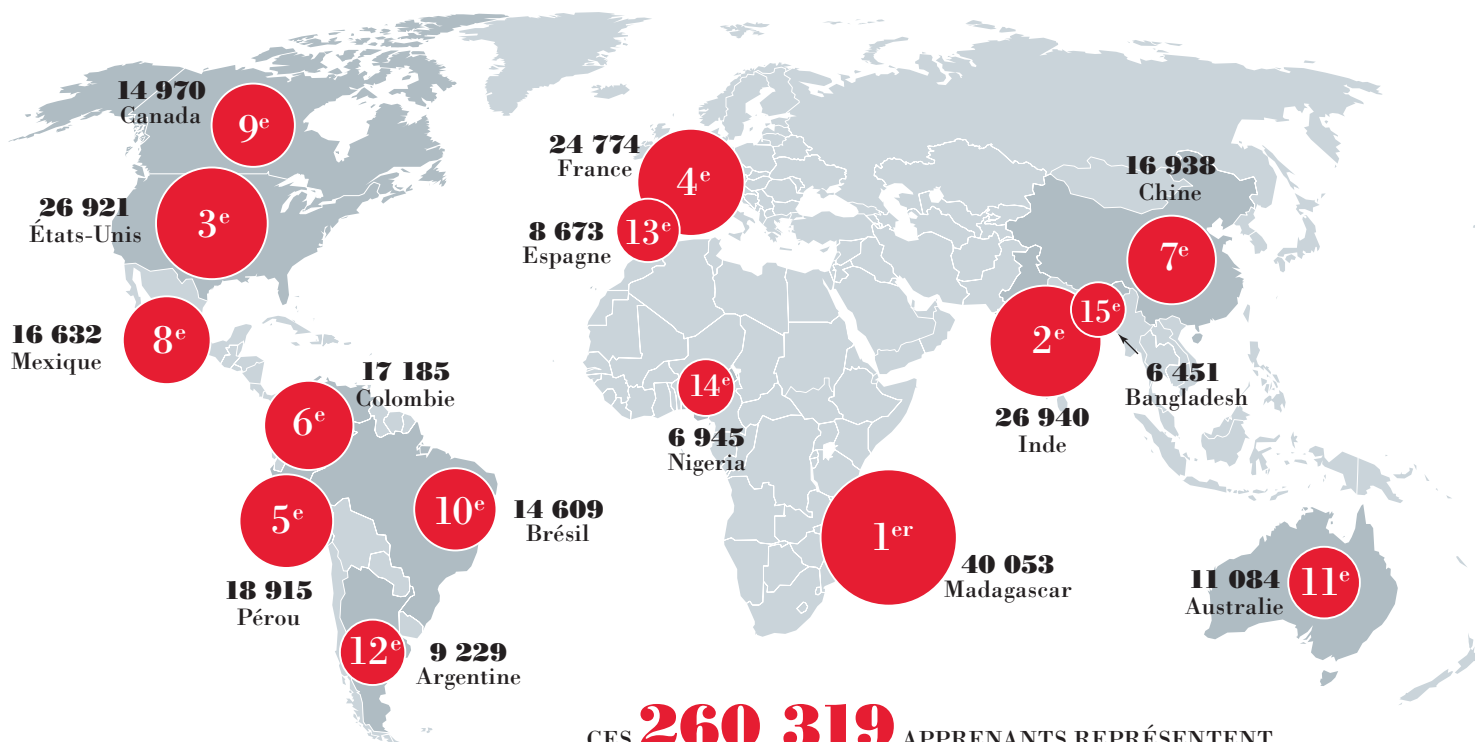 14 970
Canada
9e
26 921
États-Unis
3e
16 632
Mexique
8e
17 185
Colombie
6e
5e
18 915
Pérou
10e
14 609
Brésil
12e
9 229
Argentine
24 774
France
4e
8 673
Espagne
13e
14e
6 945
Nigeria
1er
40 053
Madagascar
16 938
Chine
7e
2e
15e
6 451
Bangladesh
26 940
Inde
11 084
Australie
11e
CES 260 319 APPRENANTS REPRÉSENTENT